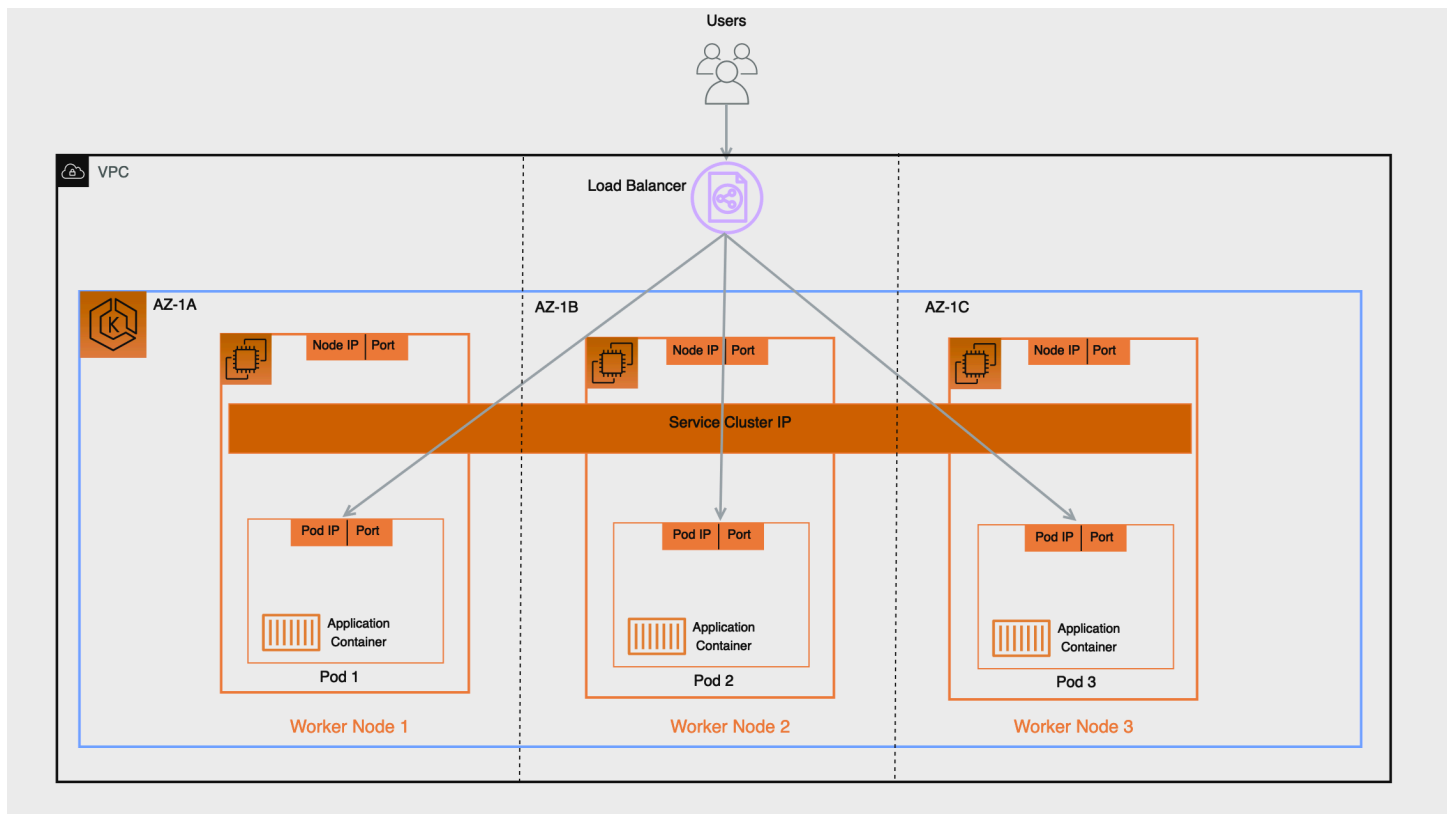 Users
VPC
Load Balancer
AZ-1A
AZ-1B
AZ-1C
K
Node IP Port
Node IP Port
Node IP Port
Service Cluster IP
Pod IP Port
Pod IP Port
Pod IP Port
Application
Container
Application
Container
Application
Container
Pod 1
Pod 2
Pod 3
Worker Node 1
Worker Node 2
Worker Node 3